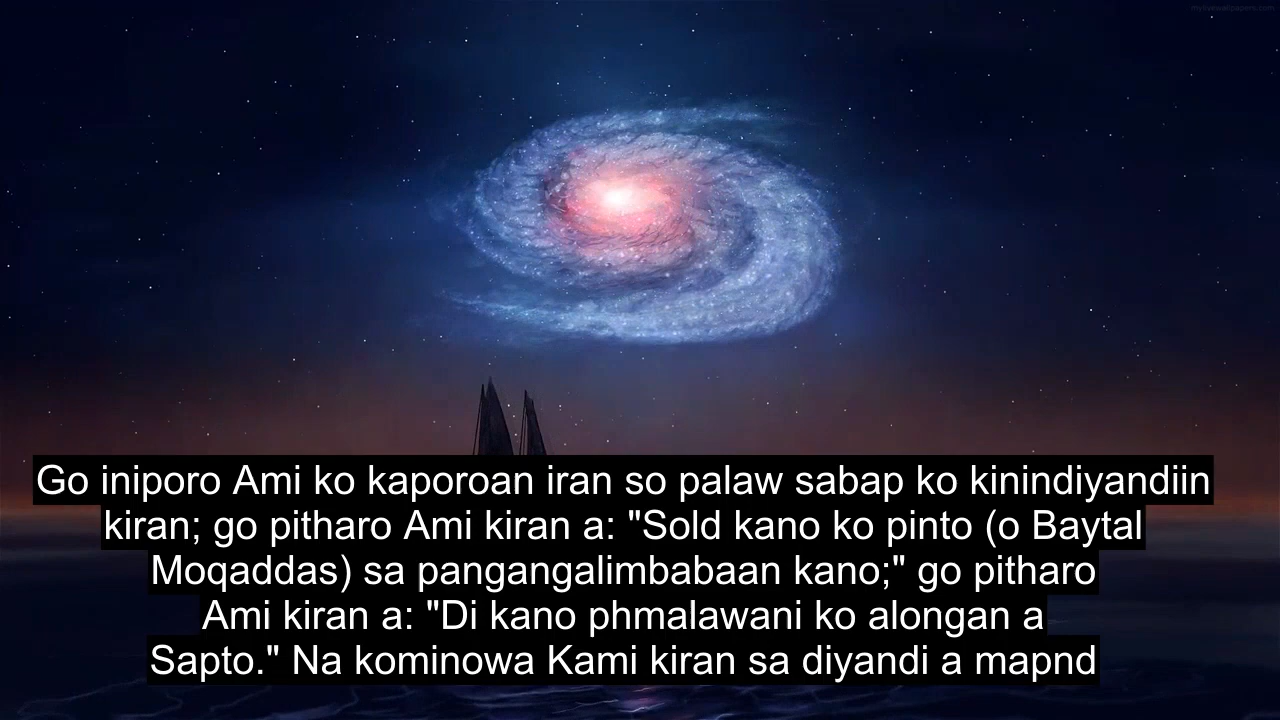 mylivewallpapers.com
Go iniporo Ami ko kaporoan iran so palaw sabap ko kinindiyandiin
kiran; go pitharo Ami kiran a: "Sold kano ko pinto (o Baytal
Moqaddas) sa pangangalimbabaan kano;" go pitharo
Ami kiran a: "Di kano phmalawani ko alongan a
Sapto." Na kominowa Kami kiran sa diyandi a mapnd